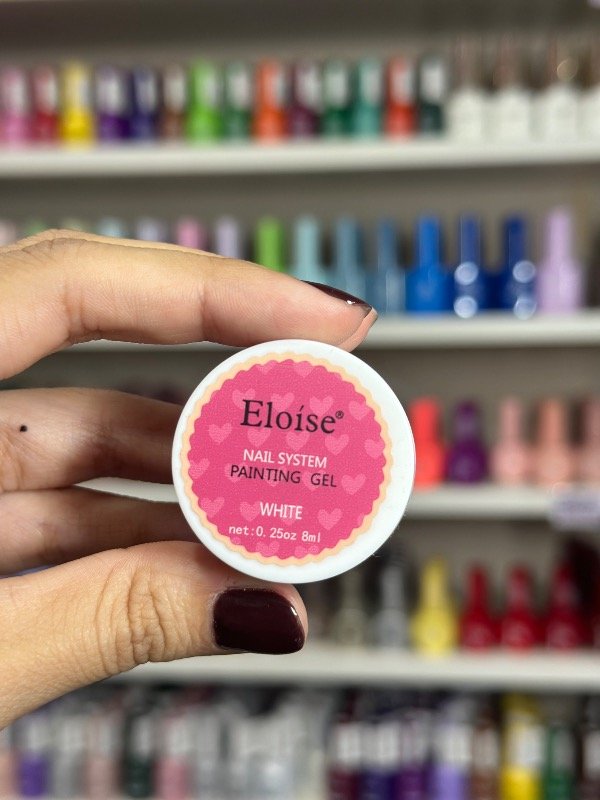 Eloíse®
NAIL SYSTEM
PAINTING GEL
WHITE
net:0.25oz 8ml